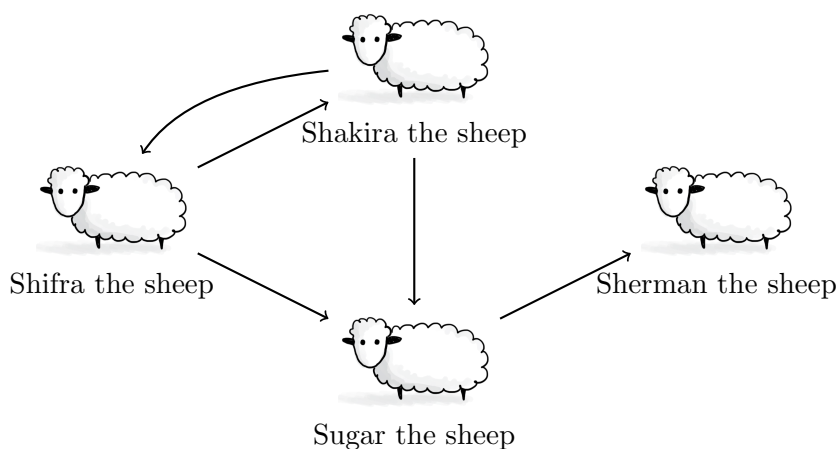 Shakira the sheep
Shifra the sheep
Sherman the sheep
Sugar the sheep